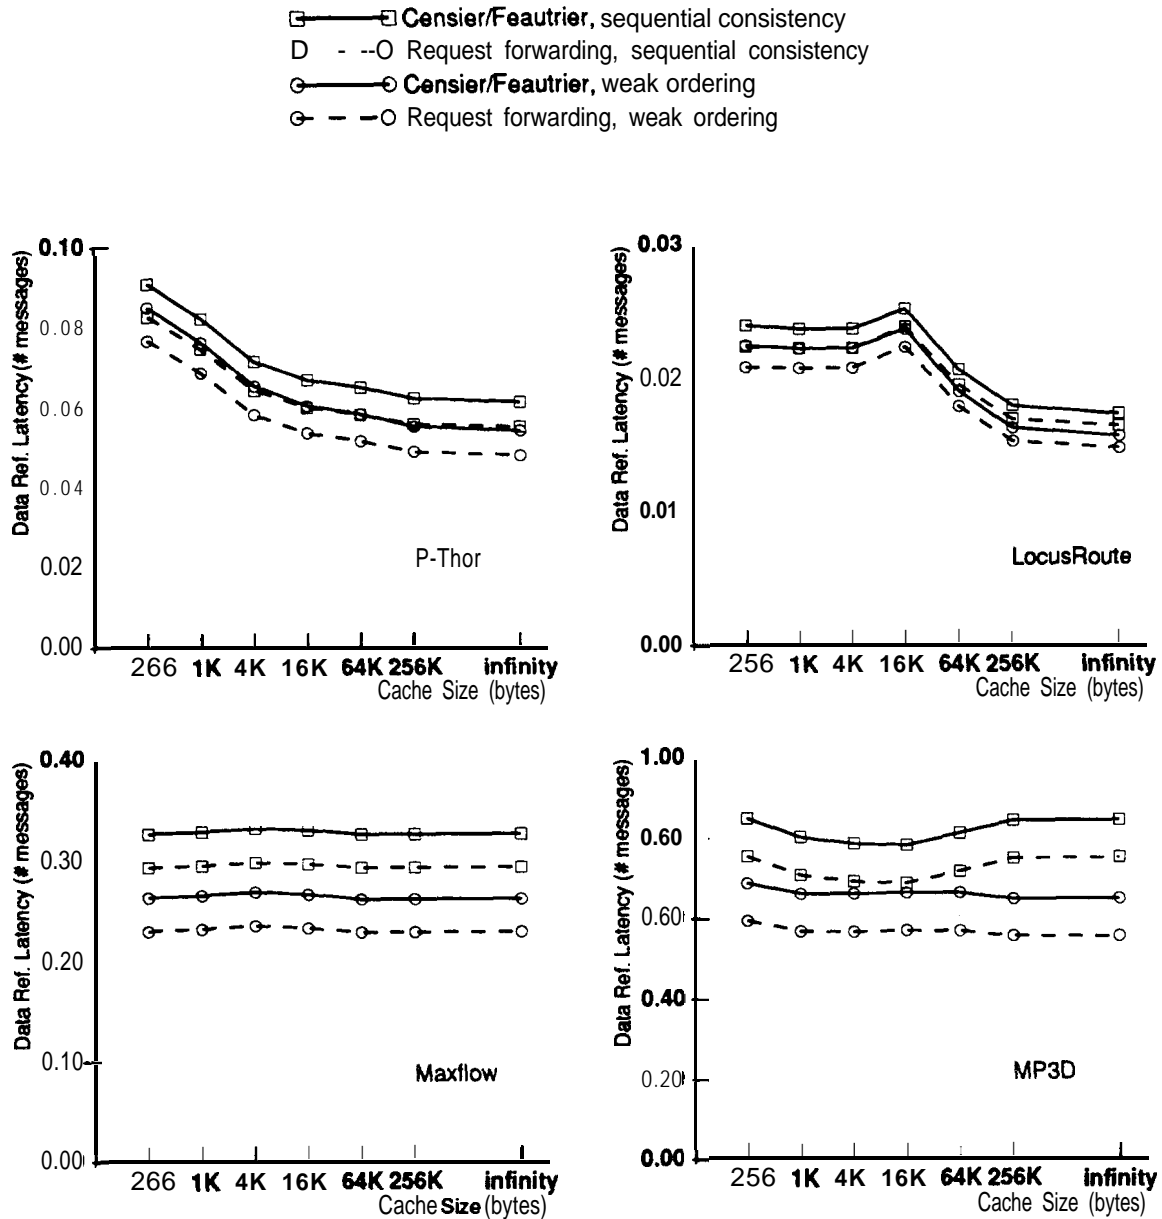 Censier/Feautrier, sequential consistency
D - --O Request forwarding, sequential consistency
Censier/Feautrier, weak ordering
Request forwarding, weak ordering
Data Ref. Latency (# messages)
0.10
0.08
0.06
0.04
0.02
0.00
P-Thor
266 1K 4K 16K 64K 256K infinity
Cache Size (bytes)
Data Ref. Latency (# messages)
0.03
0.02
0.01
0.00
LocusRoute
256 1K 4K 16K 64K 256K infinity
Cache Size (bytes)
Data Ref. Latency (# messages)
0.40
0.30
0.20
0.10
0.00
Maxflow
266 1K 4K 16K 64K 256K infinity
Cache Size (bytes)
Data Ref. Latency (# messages)
1.00
0.60
0.60
0.40
0.20
0.00
MP3D
256 1K 4K 16K 64K 256K infinity
Cache Size (bytes)